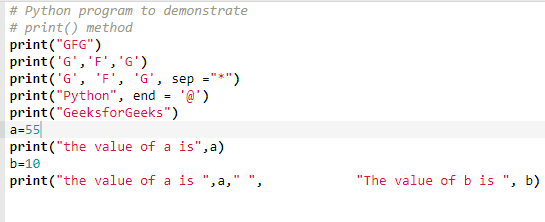 # Python program to demonstrate
# print() method
print("GFG")
print('G','F','G')
print('G', 'F', 'G', sep ="*")
print("Python", end = '@')
print("GeeksforGeeks")
a=55
print("the value of a is",a)
b=10
print("the value of a is ",a," ",             "The value of b is ", b)